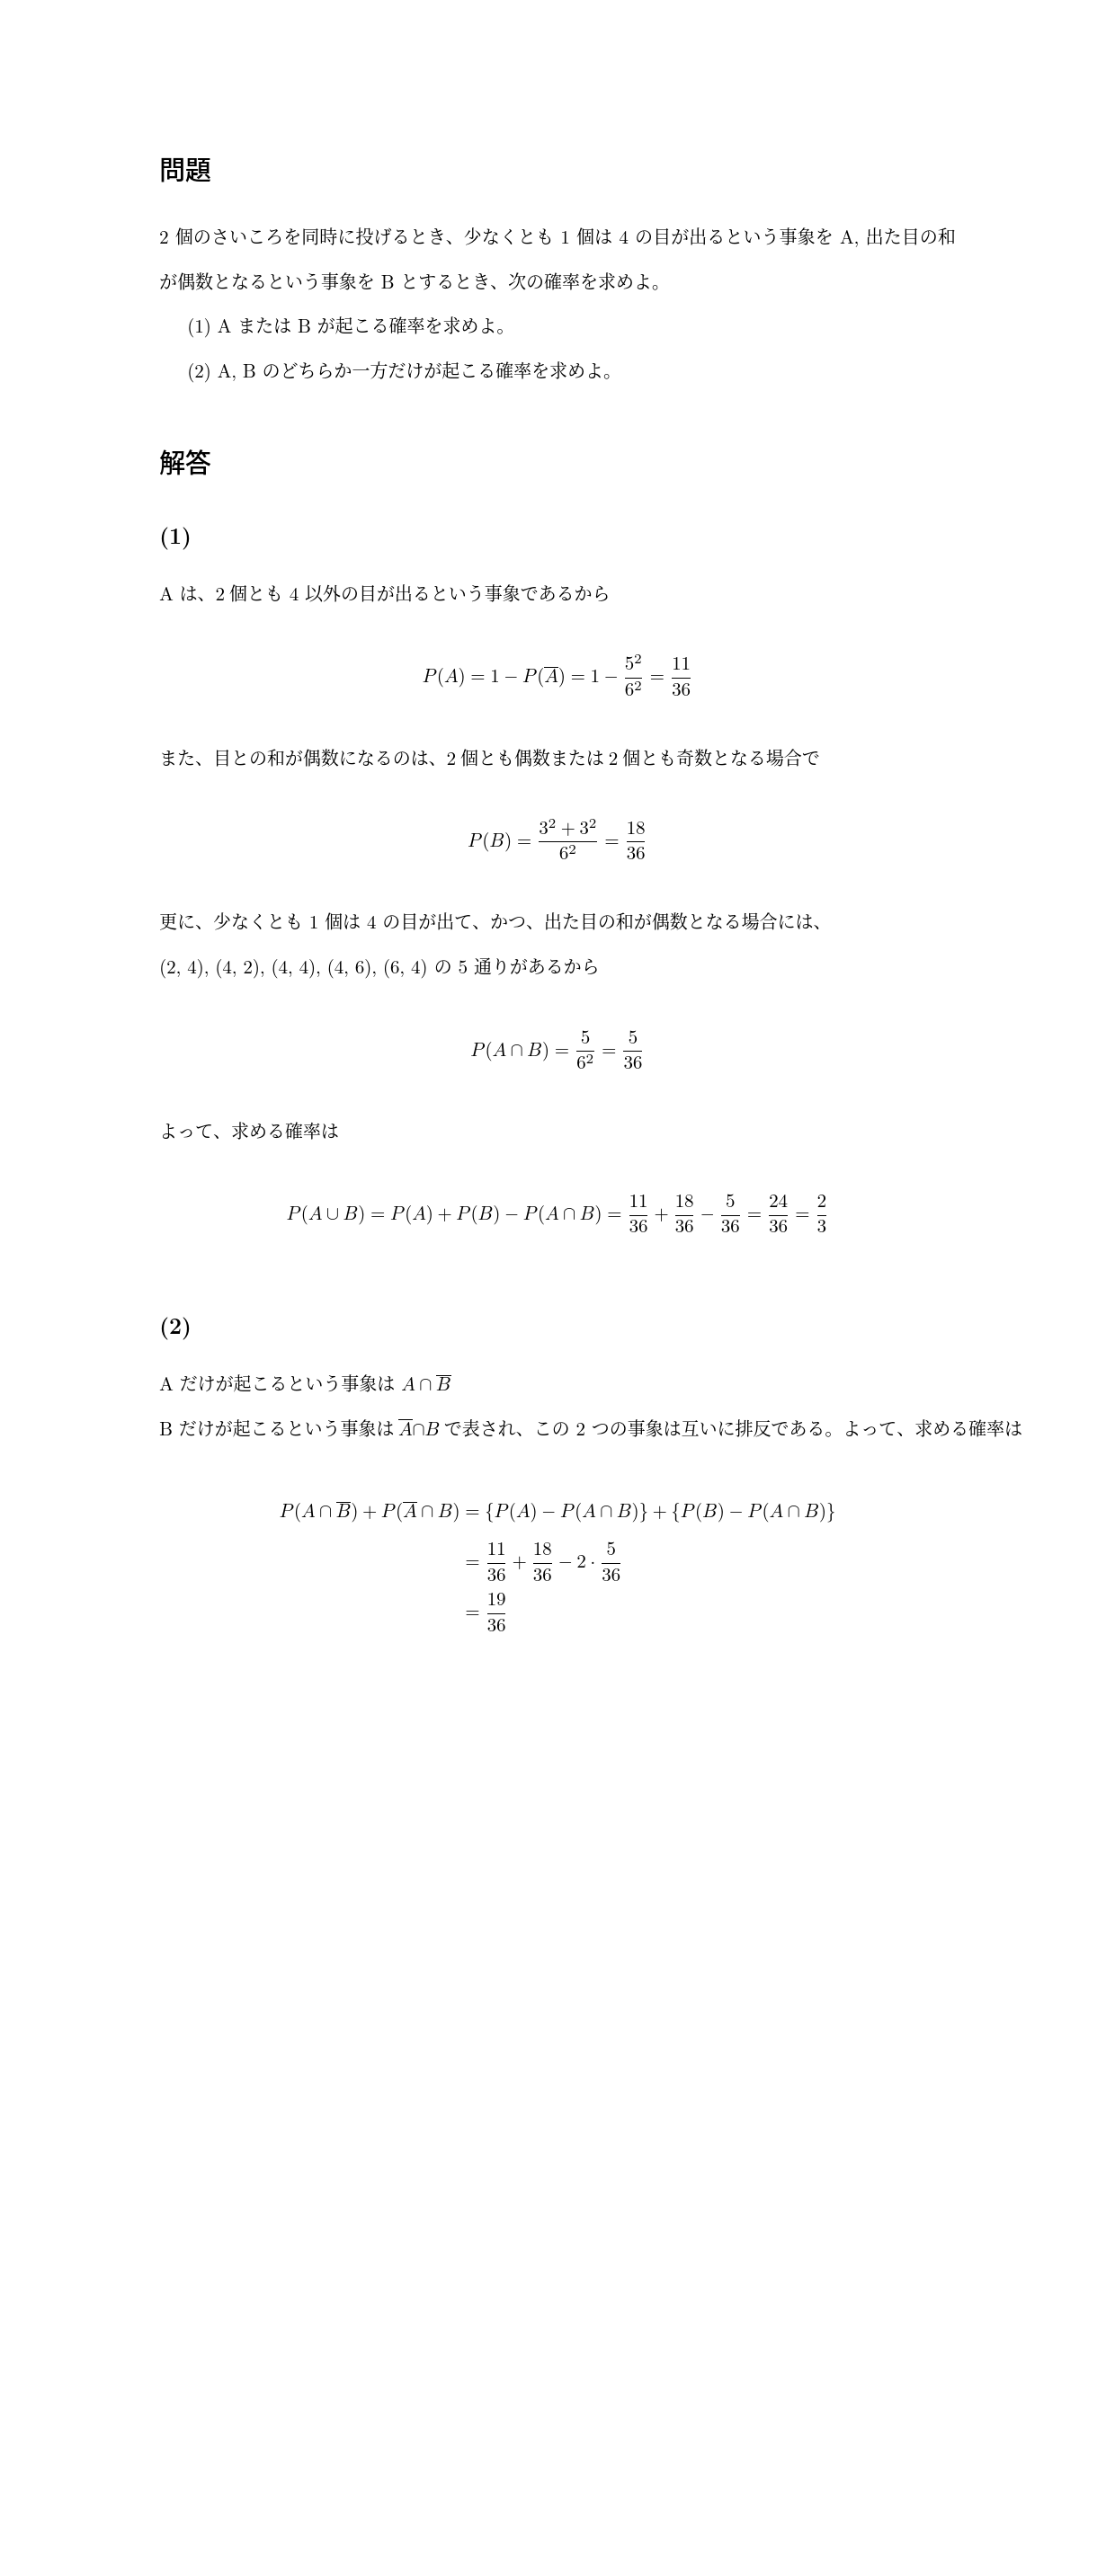 問題
2 個のさいころを同時に投げるとき、少なくとも 1 個は 4 の目が出るという事象を A, 出た目の和
が偶数となるという事象を B とするとき、次の確率を求めよ。
(1) A または B が起こる確率を求めよ。
(2) A, B のどちらか一方だけが起こる確率を求めよ。
解答
(1)
A は、2 個とも 4 以外の目が出るという事象であるから
$P(A) = 1 - P(\overline{A}) = 1 - \frac{5^2}{6^2} = \frac{11}{36}$
また、目との和が偶数になるのは、2 個とも偶数または 2 個とも奇数となる場合で
$P(B) = \frac{3^2 + 3^2}{6^2} = \frac{18}{36}$
更に、少なくとも 1 個は 4 の目が出て、かつ、出た目の和が偶数となる場合には、
(2, 4), (4, 2), (4, 4), (4, 6), (6, 4) の 5 通りがあるから
$P(A \cap B) = \frac{5}{6^2} = \frac{5}{36}$
よって、求める確率は
$P(A \cup B) = P(A) + P(B) - P(A \cap B) = \frac{11}{36} + \frac{18}{36} - \frac{5}{36} = \frac{24}{36} = \frac{2}{3}$
(2)
A だけが起こるという事象は $A \cap \overline{B}$
B だけが起こるという事象は $\overline{A} \cap B$ で表され、この 2 つの事象は互いに排反である。よって、求める確率は
$P(A \cap \overline{B}) + P(\overline{A} \cap B) = \{P(A) - P(A \cap B)\} + \{P(B) - P(A \cap B)\}$
$= \frac{11}{36} + \frac{18}{36} - 2 \cdot \frac{5}{36}$
$= \frac{19}{36}$